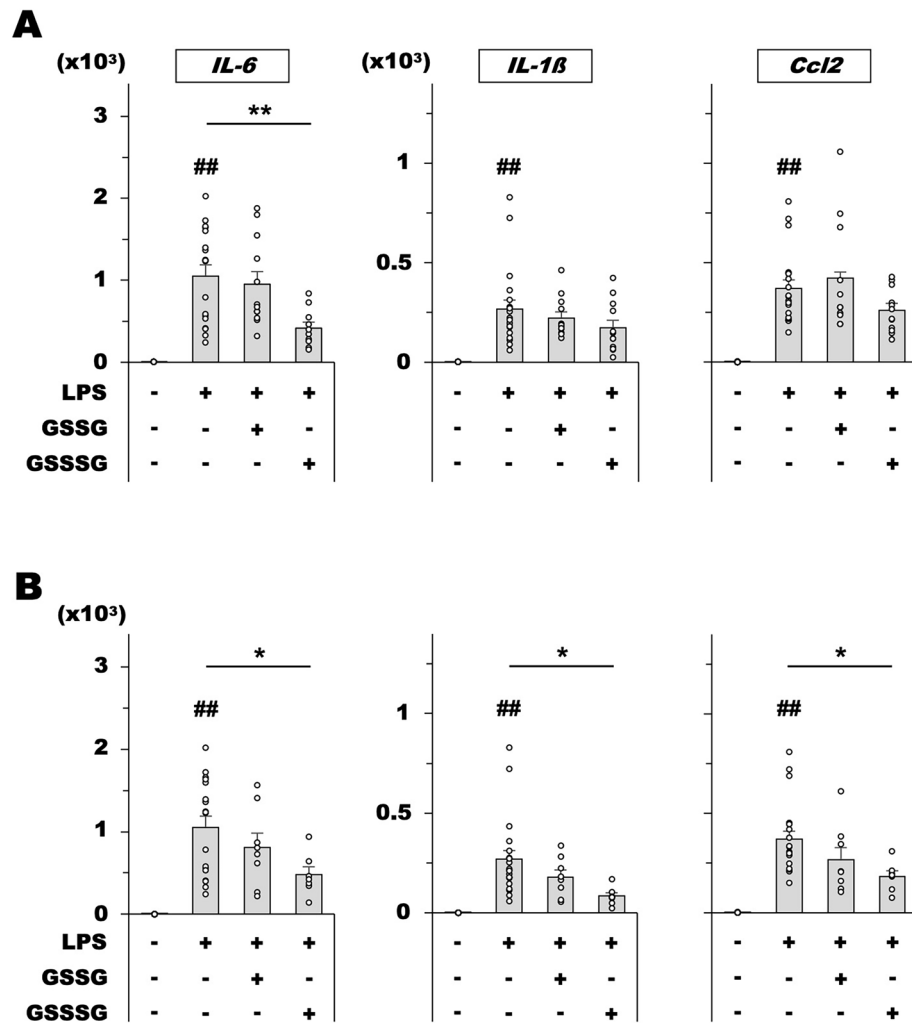 A
(x10³) IL-6 (x10³) IL-1ß Ccl2
3 **
## 1 ## ##
2
0.5
1
0 0
LPS - + + + - + + + - + + +
GSSG - - + - - - + - - - + -
GSSSG - - - + - - - + - - - +
B
(x10³)
3 * * *
## 1 ## ##
2
0.5
1
0 0
LPS - + + + - + + + - + + +
GSSG - - + - - - + - - - + -
GSSSG - - - + - - - + - - - +